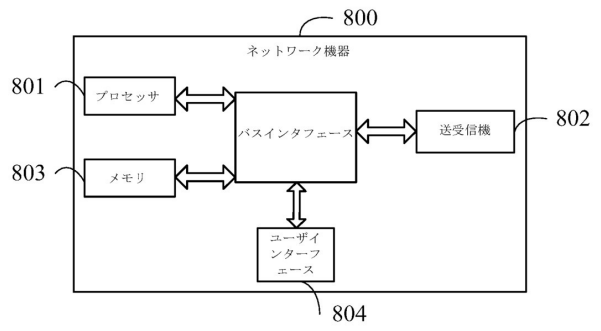 800
ネットワーク機器
801
プロセッサ
バスインタフェース
送受信機
802
803
メモリ
ユーザイ
ンターフ
ェース
804